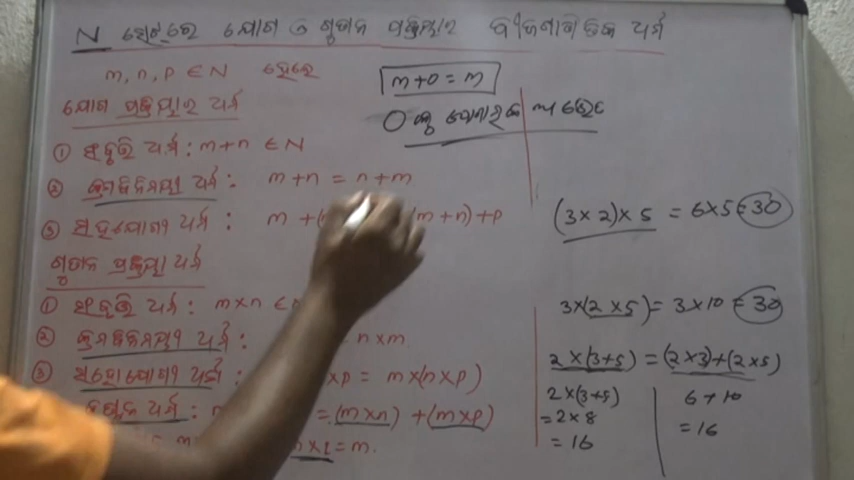 N ସେଟ୍‌ରେ ଯୋଗ ଓ ଗୁଣନ ପ୍ରକ୍ରିୟାର ବୀଜଗାଣିତିକ ଧର୍ମ
m, n, p ∈ N ହେଲେ
m+0 = m
ଯୋଗ ପ୍ରକ୍ରିୟାର ଧର୍ମ
0 କୁ ଯୋଗାତ୍ମକ
① ସଂବୃତ୍ତି ଧର୍ମ : m+n ∈ N
② କ୍ରମବିନିମୟୀ ଧର୍ମ : m+n = n+m
③ ସହଯୋଗୀ ଧର୍ମ : m + (m+n)+p
ଗୁଣନ ପ୍ରକ୍ରିୟା ଧର୍ମ
① ସଂବୃତ୍ତି ଧର୍ମ : m×n ∈
② କ୍ରମବିନିମୟୀ ଧର୍ମ : = n×m
③ ସହଯୋଗୀ ଧର୍ମ : ×p = m×(n×p)
ବଣ୍ଟନ ଧର୍ମ : = (m×n) + (m×p)
m×1 = m.
(3×2)×5 = 6×5 = 30
3×(2×5) = 3×10 = 30
2×(3+5) = (2×3)+(2×5)
2×(3+5)
= 2×8
= 16
6+10
= 16